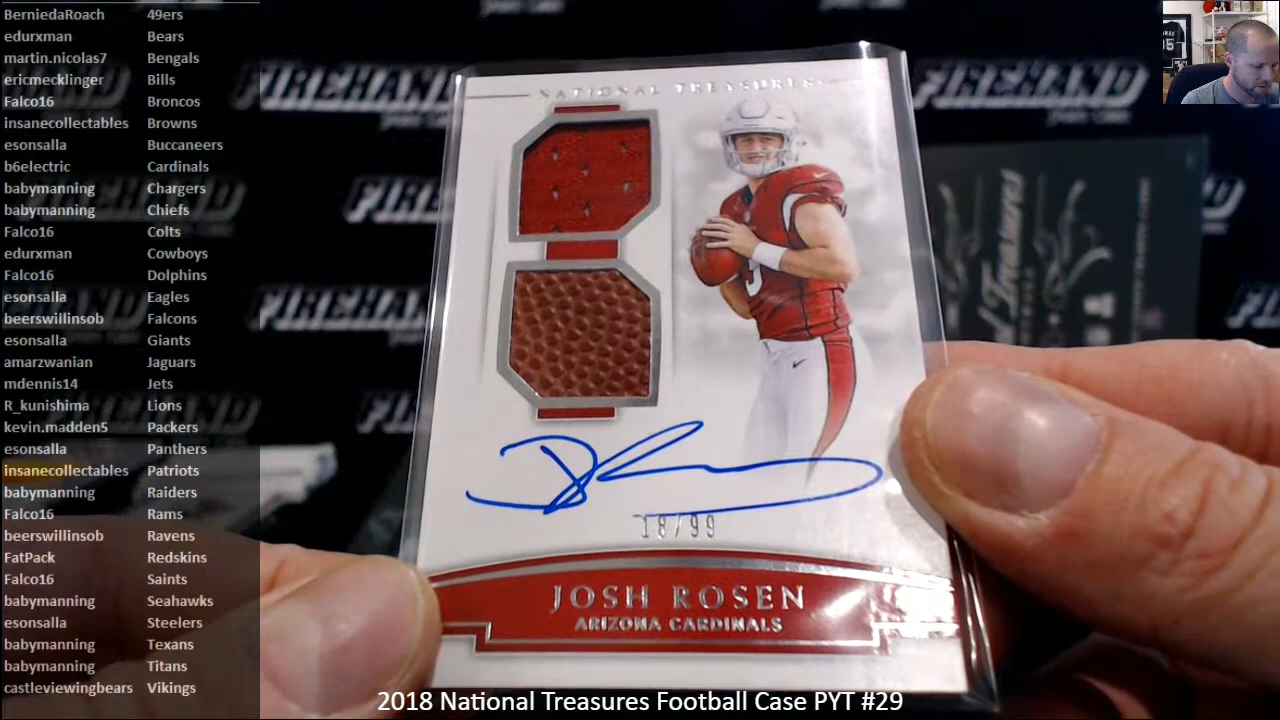 BerniedaRoach 49ers
edurxman Bears
martin.nicolas7 Bengals
ericmecklinger Bills
Falco16 Broncos
insanecollectables Browns
esonsalla Buccaneers
b6electric Cardinals
babymanning Chargers
babymanning Chiefs
Falco16 Colts
edurxman Cowboys
Falco16 Dolphins
esonsalla Eagles
beerswillinsob Falcons
esonsalla Giants
amarzwanian Jaguars
mdennis14 Jets
R_kunishima Lions
kevin.madden5 Packers
esonsalla Panthers
insanecollectables Patriots
babymanning Raiders
Falco16 Rams
beerswillinsob Ravens
FatPack Redskins
Falco16 Saints
babymanning Seahawks
esonsalla Steelers
babymanning Texans
babymanning Titans
castleviewingbears Vikings
NATIONAL TREASURES
18/99
JOSH ROSEN
ARIZONA CARDINALS
FIREHAND
FIREHAND
FIREHAND
Treasures
2018 National Treasures Football Case PYT #29